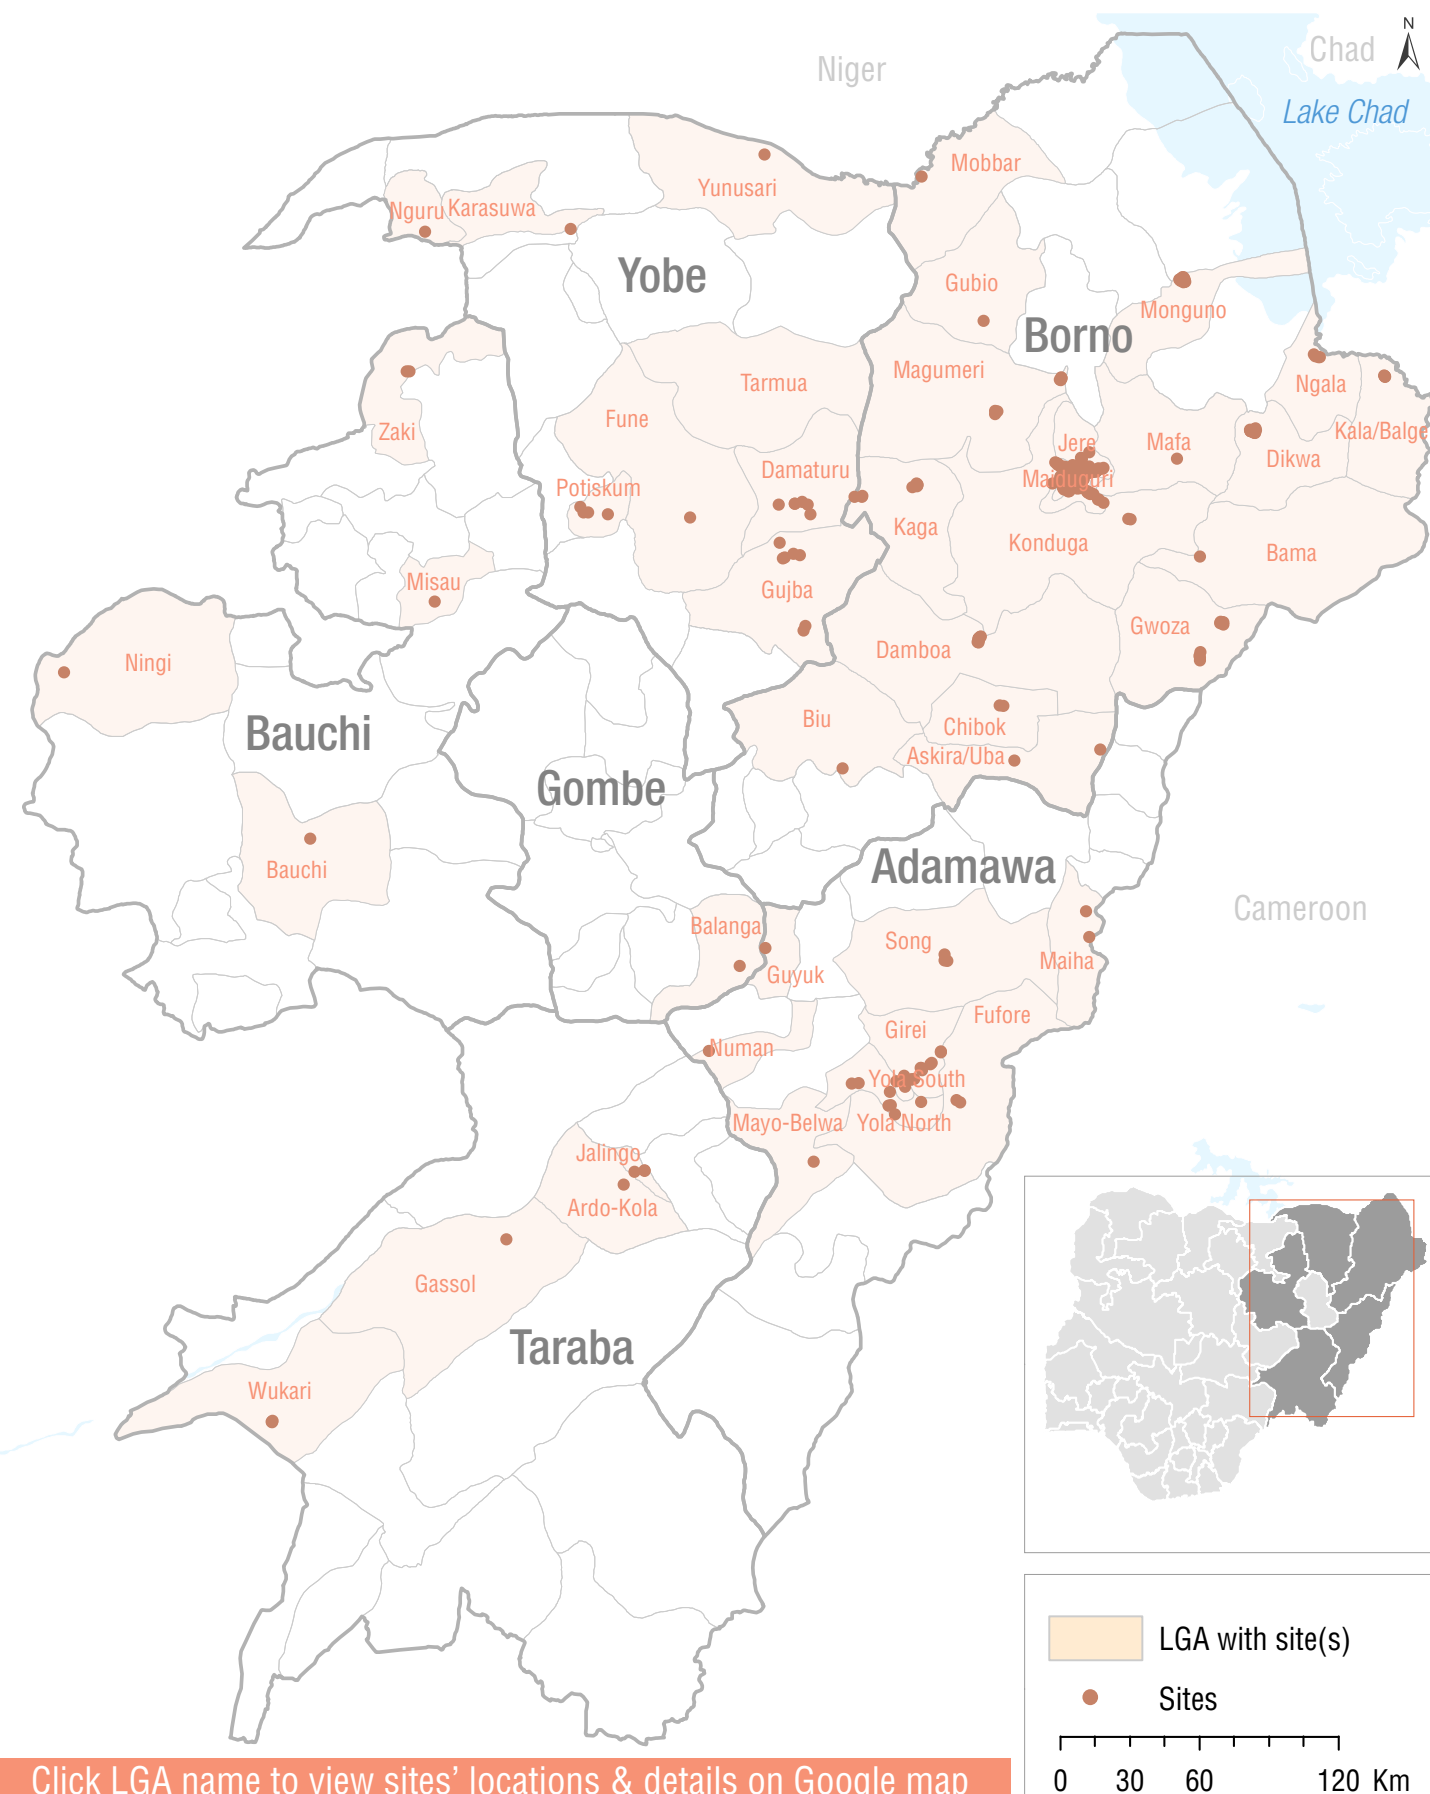 N
Chad
Niger
Lake Chad
Mobbar
Yunusari
Nguru
Karasuwa
Yobe
Gubio
Monguno
Borno
Magumeri
Tarmua
Ngala
Fune
Zaki
Kala/Balge
Jere
Mafa
Dikwa
Damaturu
Maiduguri
Potiskum
Kaga
Konduga
Bama
Misau
Gujba
Gwoza
Damboa
Ningi
Biu
Chibok
Bauchi
Askira/Uba
Gombe
Adamawa
Bauchi
Cameroon
Balanga
Song
Maiha
Guyuk
Fufore
Girei
Numan
Yola South
Mayo-Belwa
Yola North
Jalingo
Ardo-Kola
Gassol
Taraba
Wukari
LGA with site(s)
Sites
0 30 60 120 Km
Click LGA name to view sites’ locations & details on Google map